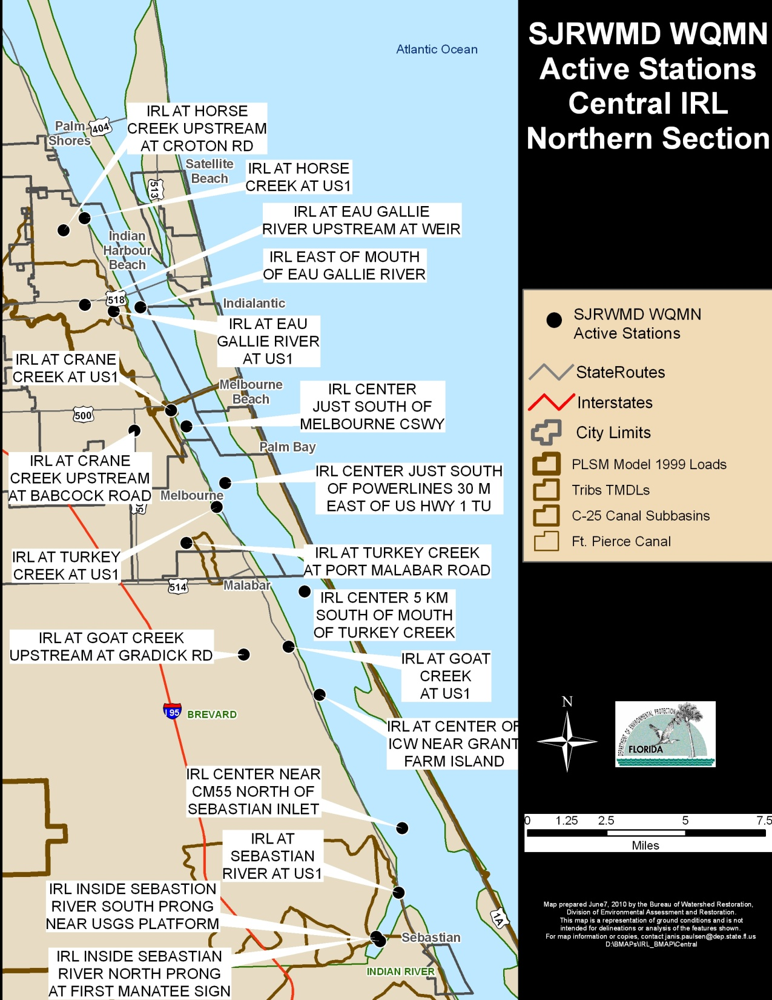 SJRWMD WQMN
Active Stations
Central IRL
Northern Section
Atlantic Ocean
IRL AT HORSE
CREEK UPSTREAM
AT CROTON RD
Palm
Shores
404
Satellite
Beach
513
IRL AT HORSE
CREEK AT US1
IRL AT EAU GALLIE
RIVER UPSTREAM AT WEIR
Indian
Harbour
Beach
IRL EAST OF MOUTH
OF EAU GALLIE RIVER
518
Indialantic
IRL AT EAU
GALLIE RIVER
AT US1
IRL AT CRANE
CREEK AT US1
Melbourne
Beach
IRL CENTER
JUST SOUTH OF
MELBOURNE CSWY
500
Palm Bay
IRL AT CRANE
CREEK UPSTREAM
AT BABCOCK ROAD
IRL CENTER JUST SOUTH
OF POWERLINES 30 M
EAST OF US HWY 1 TU
Melbourne
IRL AT TURKEY
CREEK AT US1
IRL AT TURKEY CREEK
AT PORT MALABAR ROAD
514
Malabar
IRL CENTER 5 KM
SOUTH OF MOUTH
OF TURKEY CREEK
IRL AT GOAT CREEK
UPSTREAM AT GRADICK RD
IRL AT GOAT
CREEK
AT US1
I 95
BREVARD
IRL AT CENTER OF
ICW NEAR GRANT
FARM ISLAND
IRL CENTER NEAR
CM55 NORTH OF
SEBASTIAN INLET
IRL AT
SEBASTIAN
RIVER AT US1
IRL INSIDE SEBASTION
RIVER SOUTH PRONG
NEAR USGS PLATFORM
1A
Sebastian
IRL INSIDE SEBASTIAN
RIVER NORTH PRONG
AT FIRST MANATEE SIGN
INDIAN RIVER
SJRWMD WQMN
Active Stations
StateRoutes
Interstates
City Limits
PLSM Model 1999 Loads
Tribs TMDLs
C-25 Canal Subbasins
Ft. Pierce Canal
N
DEPARTMENT OF ENVIRONMENTAL PROTECTION
FLORIDA
0 1.25 2.5 5 7.5
Miles
Map prepared June7, 2010 by the Bureau of Watershed Restoration,
Division of Environmental Assessment and Restoration.
This map is a representation of ground conditions and is not
intended for delineations or analysis of the features shown.
For map information or copies, contact janis.paulsen@dep.state.fl.us
D:\BMAPs\IRL_BMAP\Central